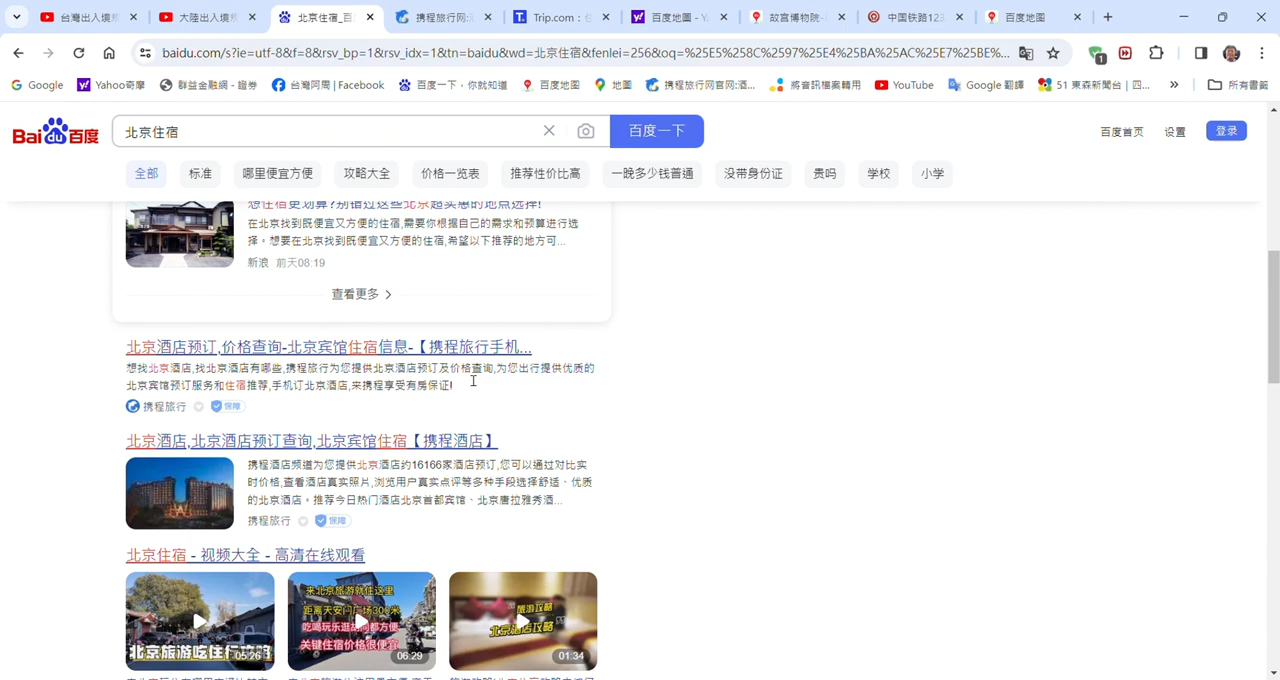 台灣出入境規
大陸出入境規
北京住宿_百
携程旅行网:酒
Trip.com：台
百度地圖 - Ya
故宫博物院-
中国铁路123
百度地图
baidu.com/s?ie=utf-8&f=8&rsv_bp=1&rsv_idx=1&tn=baidu&wd=北京住宿&fenlei=256&oq=%25E5%258C%2597%25E4%25BA%25AC%25E7%25BE%...
1
Google Yahoo奇摩 群益金融網 - 證券 台灣阿周 | Facebook 百度一下，你就知道 百度地图 地图 携程旅行网官网:酒... 將音訊檔案轉用 YouTube Google 翻譯 51 東森新聞台 | 四... » 所有書籤
Bai du 百度 北京住宿 百度一下 百度首页 设置 登录
全部 标准 哪里便宜方便 攻略大全 价格一览表 推荐性价比高 一晚多少钱普通 没带身份证 贵吗 学校 小学
想住宿更划算?别错过这些北京超实惠的地点选择!
在北京找到既便宜又方便的住宿,需要你根据自己的需求和预算进行选
择。想要在北京找到既便宜又方便的住宿,希望以下推荐的地方可...
新浪 前天08:19
查看更多 >
北京酒店预订,价格查询-北京宾馆住宿信息-【携程旅行手机...
想找北京酒店,找北京酒店有哪些,携程旅行为您提供北京酒店预订及价格查询,为您出行提供优质的
北京宾馆预订服务和住宿推荐,手机订北京酒店,来携程享受有房保证!
携程旅行 保障
北京酒店,北京酒店预订查询,北京宾馆住宿【携程酒店】
携程酒店频道为您提供北京酒店约16166家酒店预订,您可以通过对比实
时价格,查看酒店真实照片,浏览用户真实点评等多种手段选择舒适、优质
的北京酒店。推荐今日热门酒店北京首都宾馆、北京唐拉雅秀酒...
携程旅行 保障
北京住宿 - 视频大全 - 高清在线观看
北京旅游吃住行攻略
05:26
来北京旅游就住这里
距离天安门广场300米
吃喝玩乐逛胡同都方便
关键住宿价格很便宜
06:29
旅游攻略
北京酒店攻略
01:34